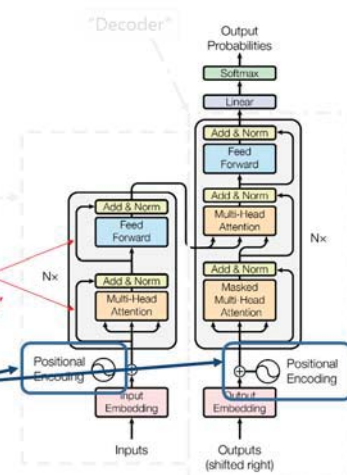 "Decoder"
Output
Probabilities
Softmax
Linear
Add & Norm
Feed
Forward
Add & Norm
Multi-Head
Attention
Add & Norm
Masked
Multi-Head
Attention
Nx
Add & Norm
Feed
Forward
Add & Norm
Multi-Head
Attention
Nx
Positional
Encoding
Input
Embedding
Inputs
Positional
Encoding
Output
Embedding
Outputs
(shifted right)